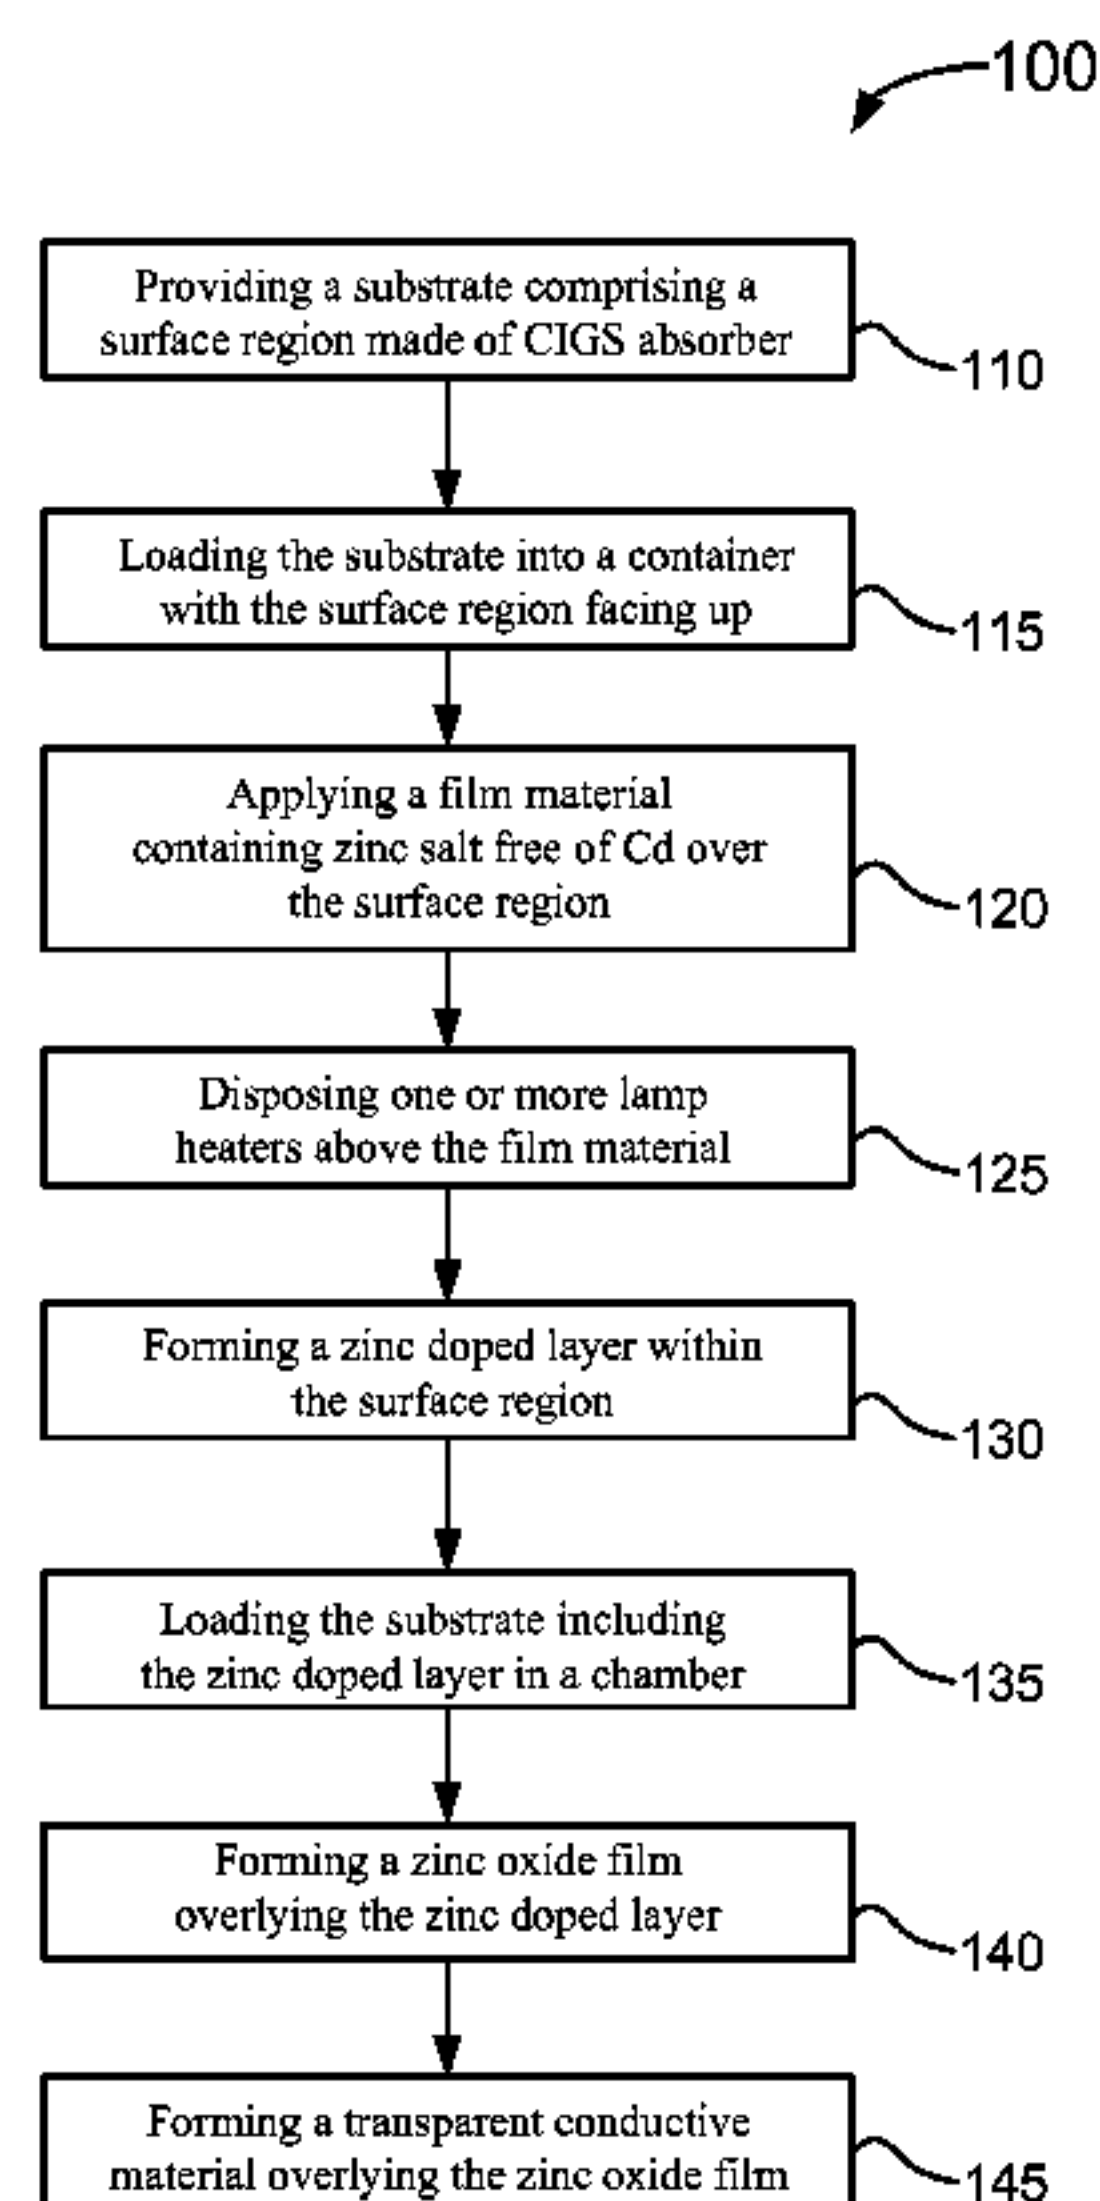 100
Providing a substrate comprising a
surface region made of CIGS absorber
110
Loading the substrate into a container
with the surface region facing up
115
Applying a film material
containing zinc salt free of Cd over
the surface region
120
Disposing one or more lamp
heaters above the film material
125
Forming a zinc doped layer within
the surface region
130
Loading the substrate including
the zinc doped layer in a chamber
135
Forming a zinc oxide film
overlying the zinc doped layer
140
Forming a transparent conductive
material overlying the zinc oxide film
145